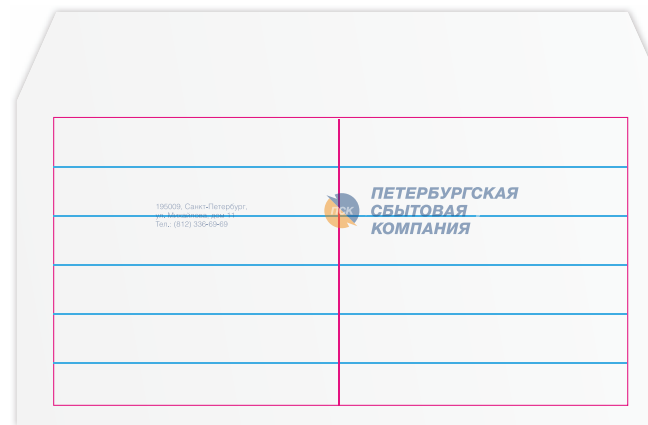 195009, Санкт-Петербург,
ул. Михайлова, дом 11
Тел.: (812) 336-69-69
ПСК
ПЕТЕРБУРГСКАЯ
СБЫТОВАЯ
КОМПАНИЯ